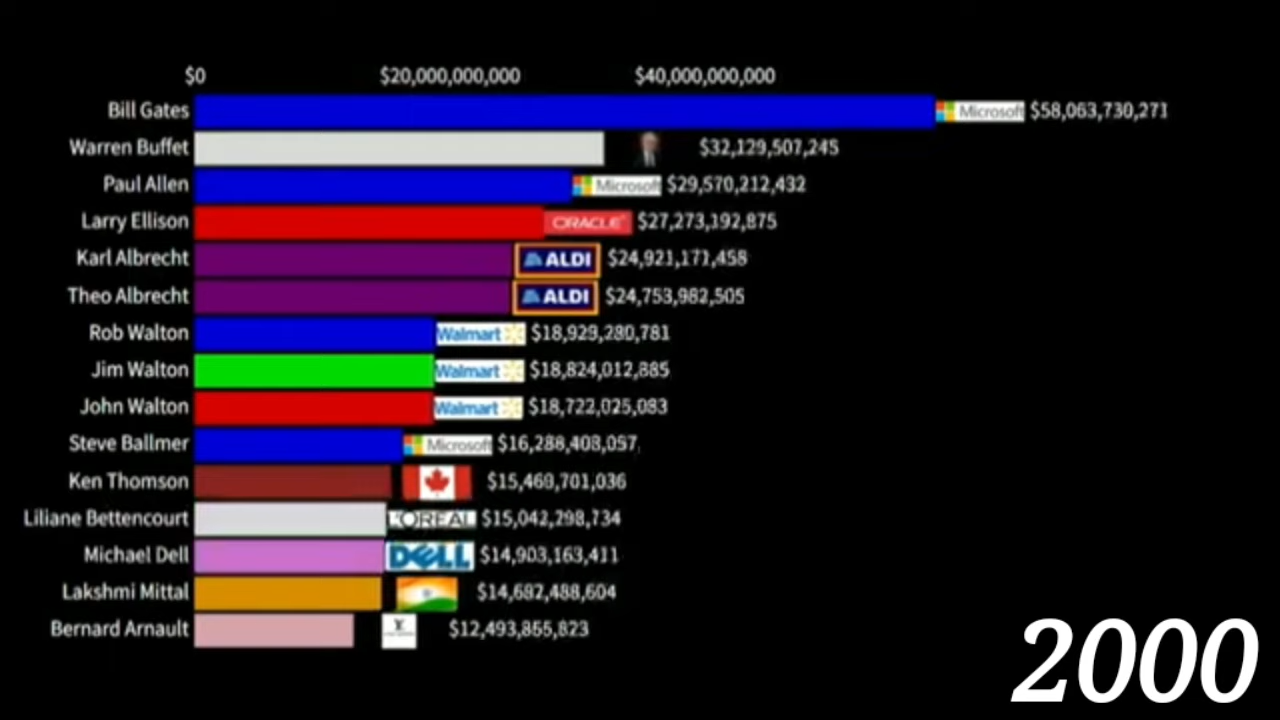 $0 $20,000,000,000 $40,000,000,000
Bill Gates Microsoft $58,063,730,271
Warren Buffet $32,129,507,245
Paul Allen Microsoft $29,570,212,432
Larry Ellison ORACLE $27,273,192,875
Karl Albrecht ALDI $24,921,171,458
Theo Albrecht ALDI $24,753,982,505
Rob Walton Walmart $18,929,280,781
Jim Walton Walmart $18,824,012,885
John Walton Walmart $18,722,025,083
Steve Ballmer Microsoft $16,288,408,057
Ken Thomson $15,469,701,036
Liliane Bettencourt L'OREAL $15,042,298,734
Michael Dell DELL $14,903,163,411
Lakshmi Mittal $14,682,488,604
Bernard Arnault $12,493,855,823
2000